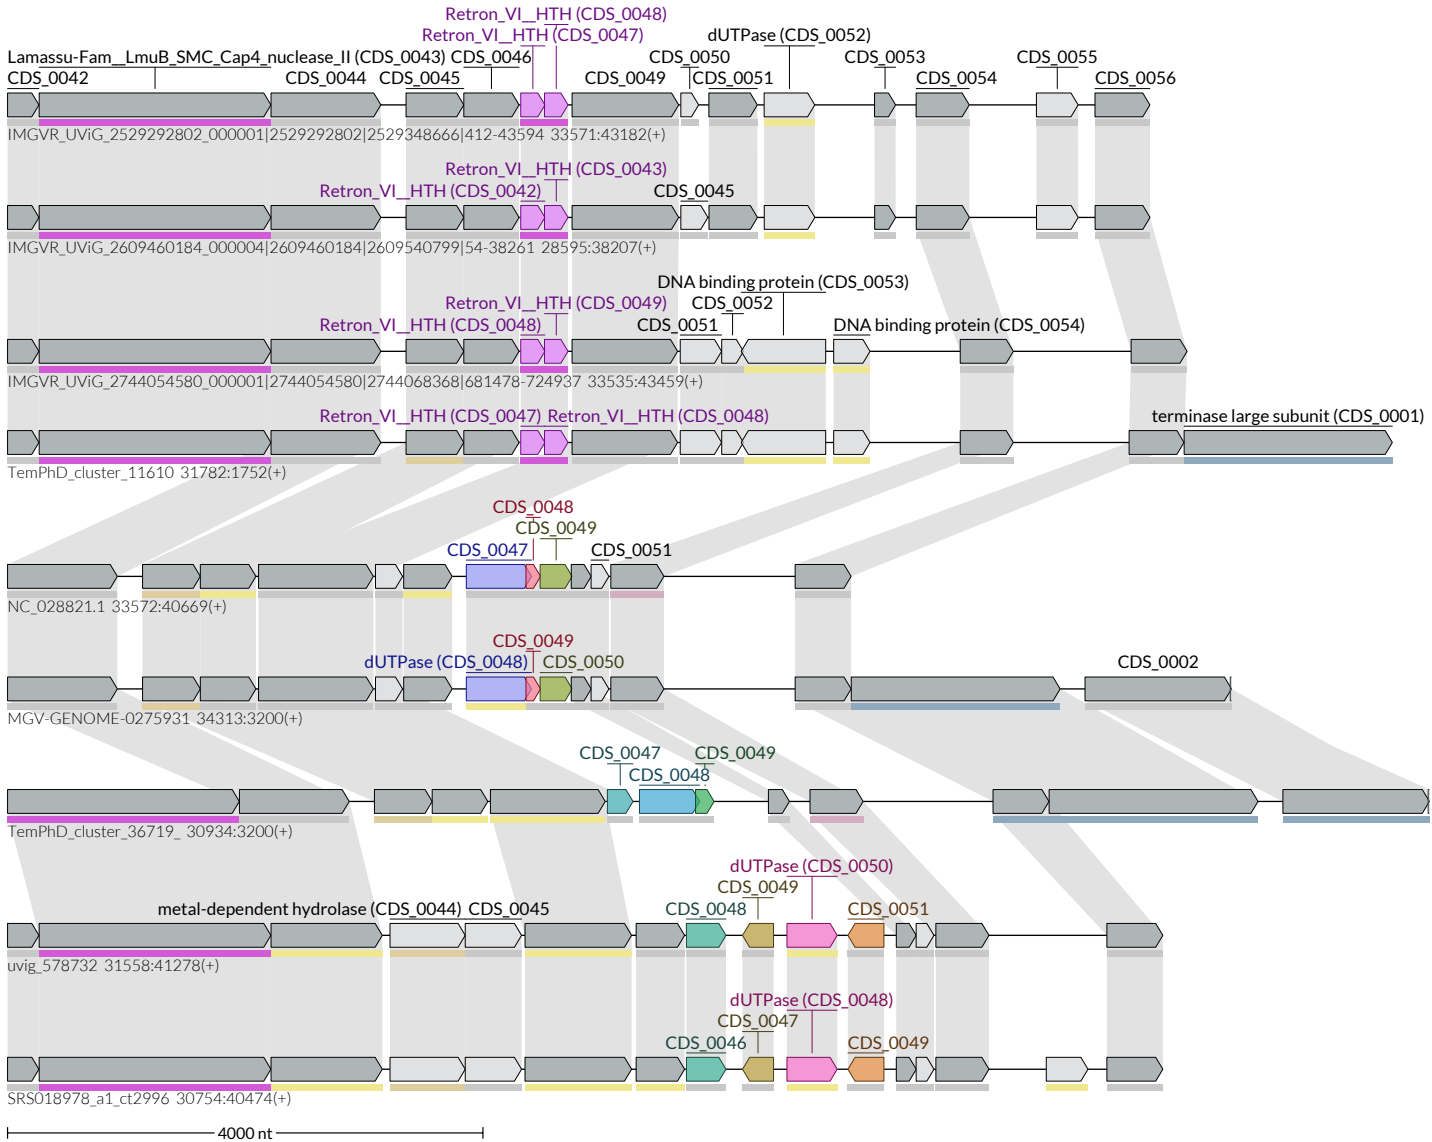 Retron_VI__HTH (CDS_0048)
Retron_VI__HTH (CDS_0047) dUTPase (CDS_0052)
Lamassu-Fam__LmuB_SMC_Cap4_nuclease_II (CDS_0043) CDS_0046 CDS_0050 CDS_0053 CDS_0055
CDS_0042 CDS_0044 CDS_0045 CDS_0049 CDS_0051 CDS_0054 CDS_0056
IMGVR_UViG_2529292802_000001|2529292802|2529348666|412-43594 33571:43182(+)
Retron_VI__HTH (CDS_0043)
Retron_VI__HTH (CDS_0042) CDS_0045
IMGVR_UViG_2609460184_000004|2609460184|2609540799|54-38261 28595:38207(+)
DNA binding protein (CDS_0053)
Retron_VI__HTH (CDS_0049) CDS_0052
Retron_VI__HTH (CDS_0048) CDS_0051 DNA binding protein (CDS_0054)
IMGVR_UViG_2744054580_000001|2744054580|2744068368|681478-724937 33535:43459(+)
Retron_VI__HTH (CDS_0047) Retron_VI__HTH (CDS_0048) terminase large subunit (CDS_0001)
TemPhD_cluster_11610 31782:1752(+)
CDS_0048
CDS_0049
CDS_0047 CDS_0051
NC_028821.1 33572:40669(+)
CDS_0049
dUTPase (CDS_0048) CDS_0050 CDS_0002
MGV-GENOME-0275931 34313:3200(+)
CDS_0047 CDS_0049
CDS_0048
TemPhD_cluster_36719_ 30934:3200(+)
dUTPase (CDS_0050)
CDS_0049
metal-dependent hydrolase (CDS_0044) CDS_0045 CDS_0048 CDS_0051
uvig_578732 31558:41278(+)
dUTPase (CDS_0048)
CDS_0047
CDS_0046 CDS_0049
SRS018978_a1_ct2996 30754:40474(+)
4000 nt